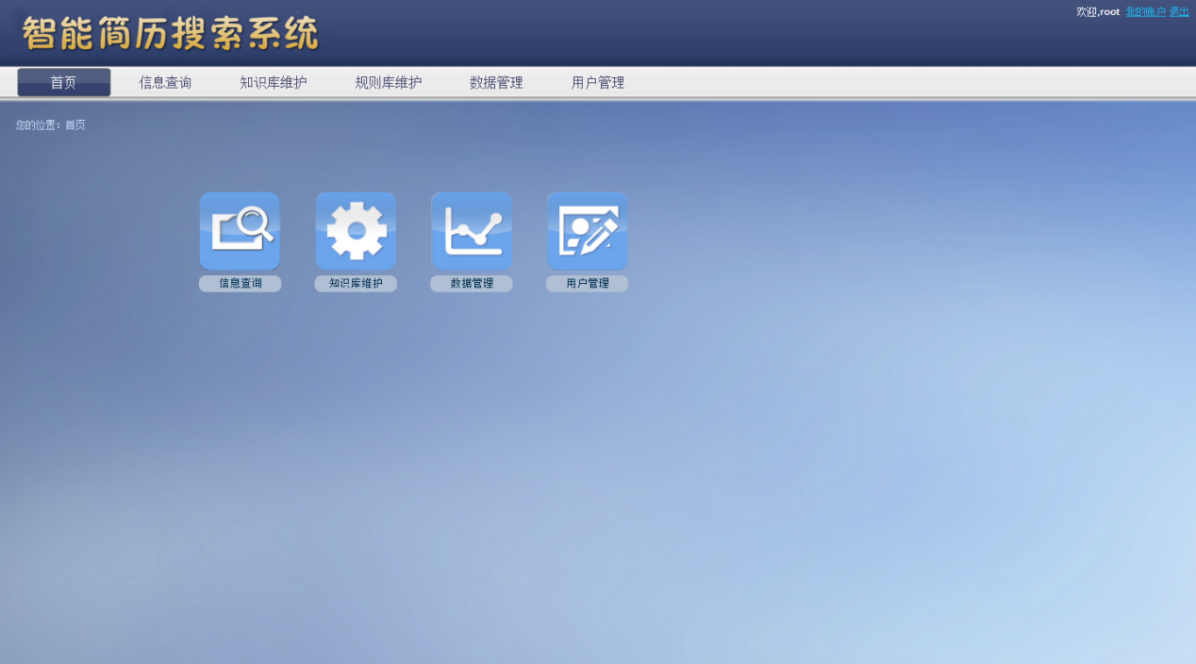 智能简历搜索系统
欢迎,root 我的账户 退出
首页 信息查询 知识库维护 规则库维护 数据管理 用户管理
您的位置：首页
信息查询 知识库维护 数据管理 用户管理